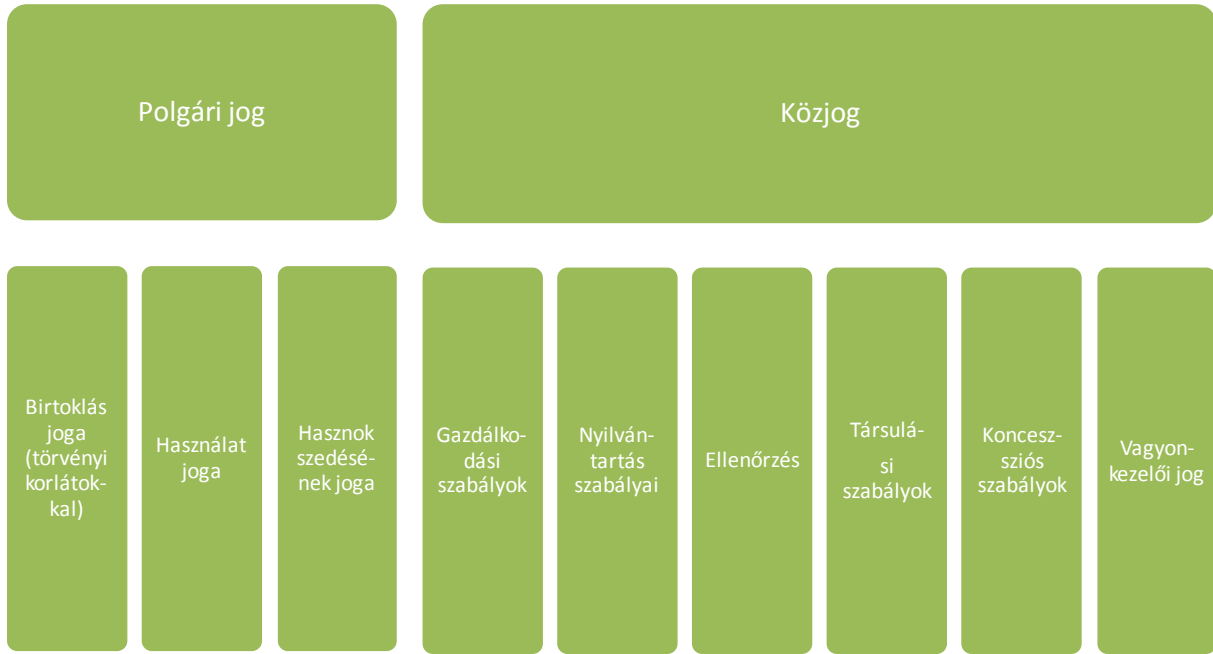 Polgári jog
Közjog
Birtoklás
joga
(törvényi
korlátok-
kal)
Használat
joga
Hasznok
szedésé-
nek joga
Gazdálko-
dási
szabályok
Nyilván-
tartás
szabályai
Ellenőrzés
Társulá-
si
szabályok
Koncesz-
sziós
szabályok
Vagyon-
kezelői jog